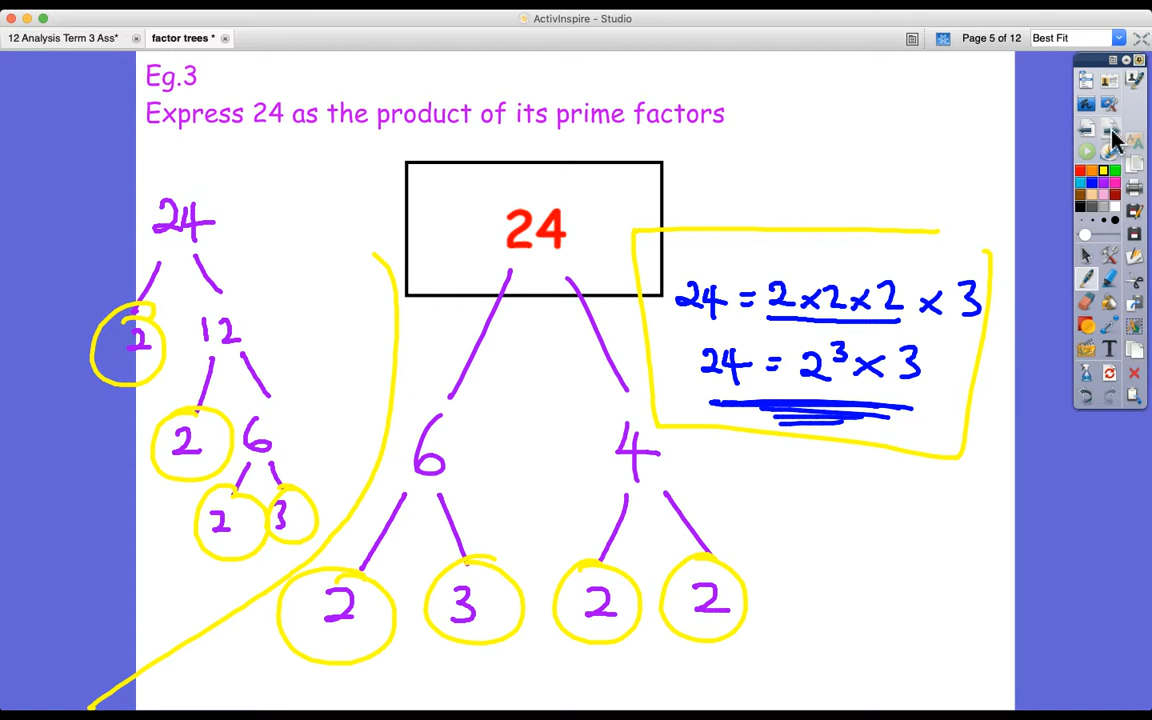 ActivInspire - Studio
12 Analysis Term 3 Ass*
factor trees *
Page 5 of 12
Best Fit
Eg.3
Express 24 as the product of its prime factors
24
24
24 = 2 × 2 × 2 × 3
24 = 2³ × 3
2
12
2
6
2
3
6
4
2
3
2
2